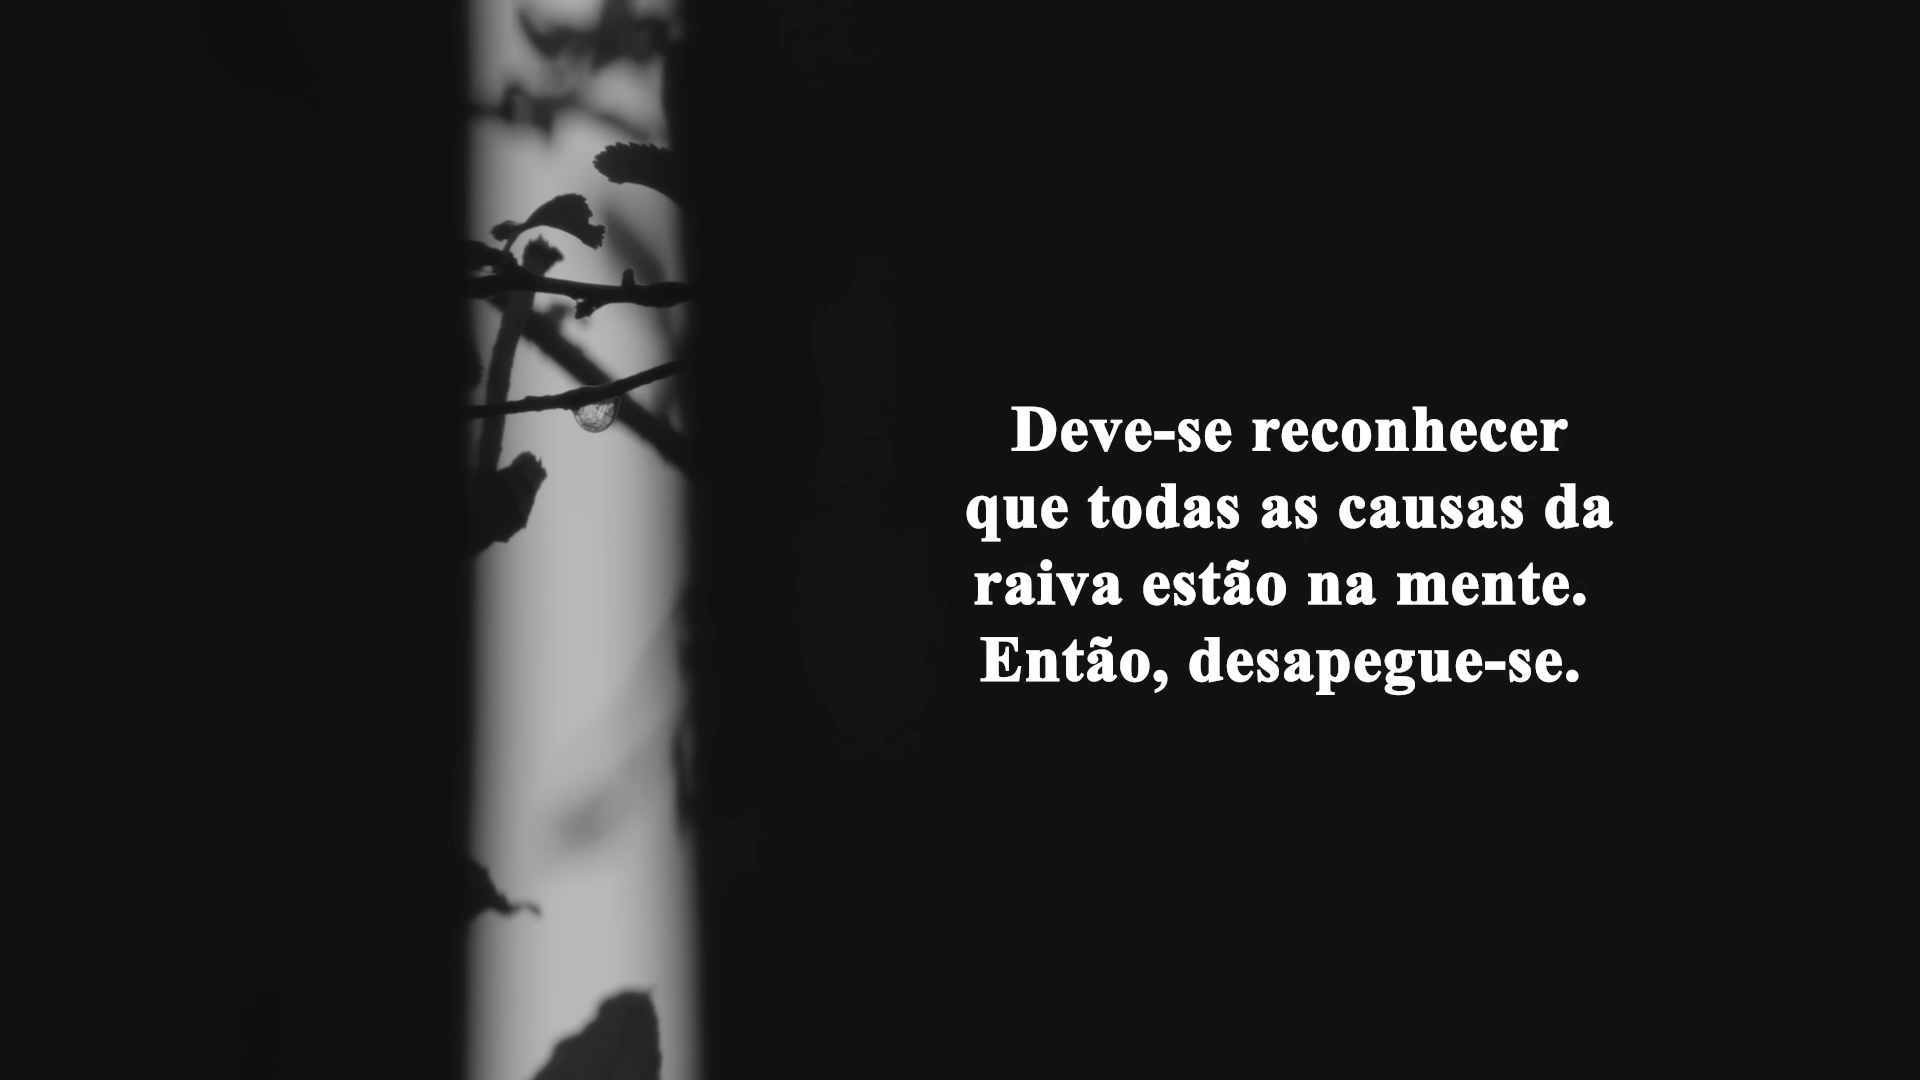 Deve-se reconhecer
que todas as causas da
raiva estão na mente.
Então, desapegue-se.